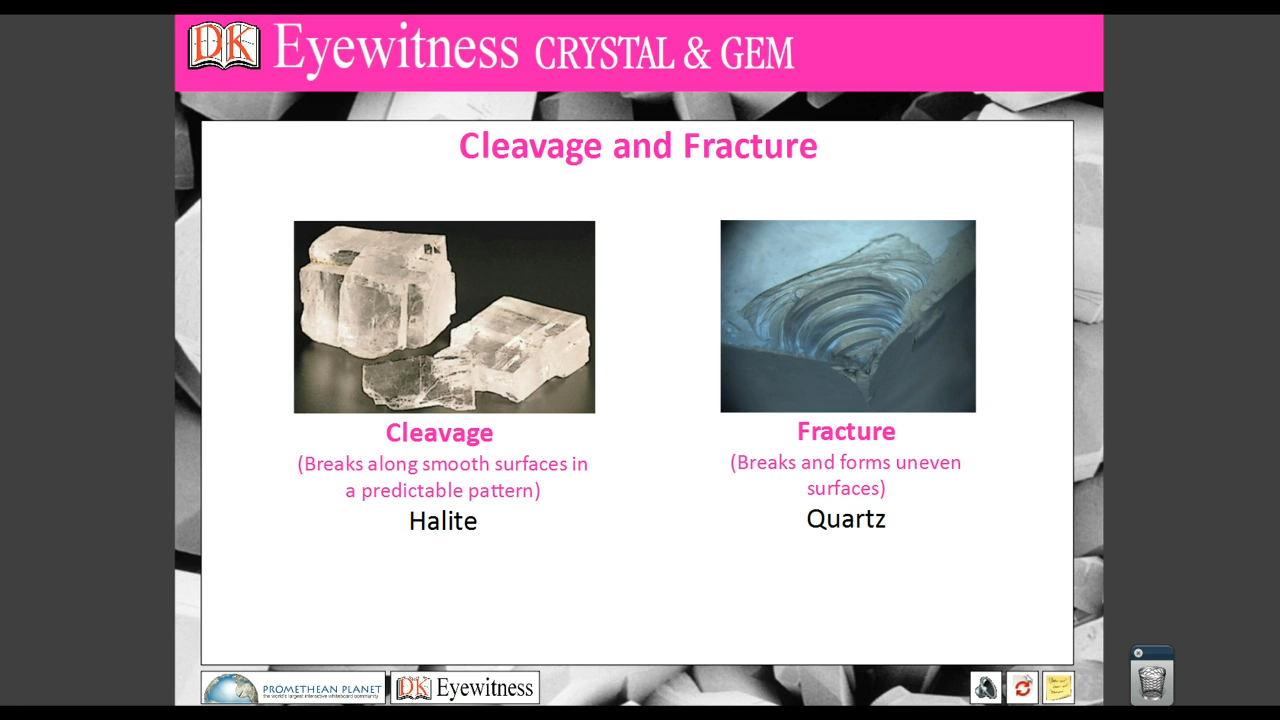 DK Eyewitness CRYSTAL & GEM
Cleavage and Fracture
Cleavage
(Breaks along smooth surfaces in
a predictable pattern)
Halite
Fracture
(Breaks and forms uneven
surfaces)
Quartz
PROMETHEAN PLANET
the world's largest interactive whiteboard community
DK Eyewitness